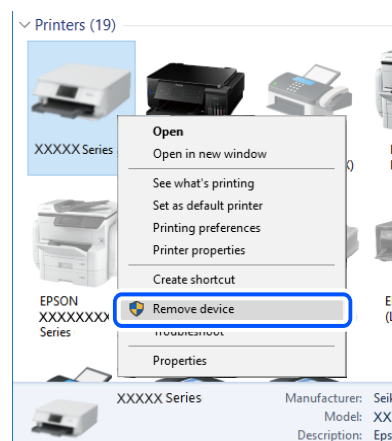 Printers (19)
XXXXX Series
Open
Open in new window
See what's printing
Set as default printer
Printing preferences
Printer properties
Create shortcut
Remove device
Troubleshoot
Properties
EPSON
XXXXXXXX
Series
XXXXX Series
Manufacturer:
Model:
Description: